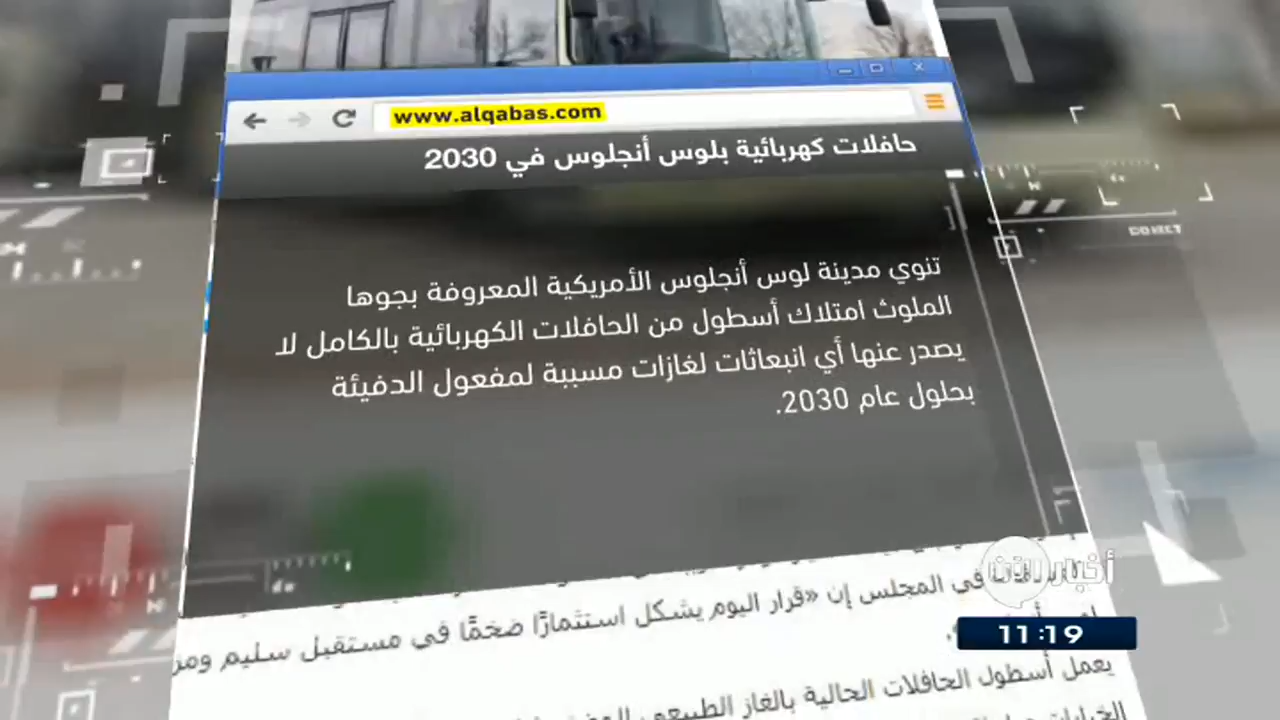 www.alqabas.com
حافلات كهربائية بلوس أنجلوس في 2030
تنوي مدينة لوس أنجلوس الأمريكية المعروفة بجوها
الملوث امتلاك أسطول من الحافلات الكهربائية بالكامل لا
يصدر عنها أي انبعاثات لغازات مسببة لمفعول الدفيئة
بحلول عام 2030.
في المجلس إن «قرار اليوم يشكل استثمارًا ضخمًا في مستقبل سليم
يعمل أسطول الحافلات الحالية بالغاز الطبيعي
أخبار الآن
11:19